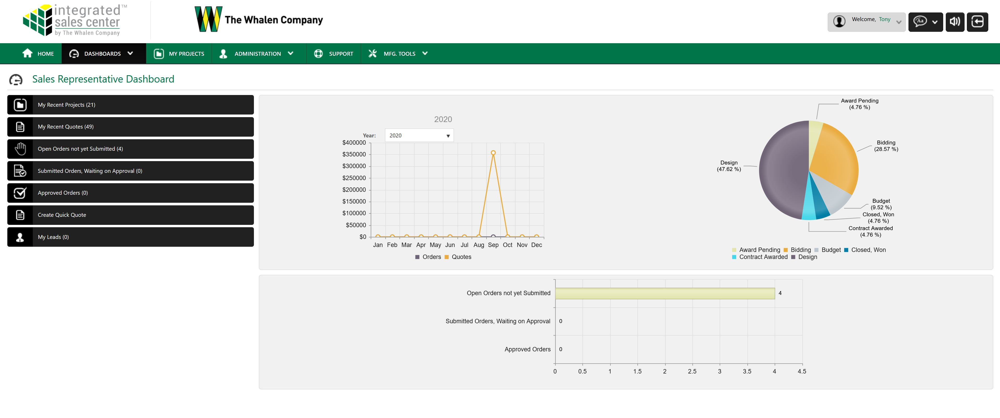 integrated™
sales center
by The Whalen Company
The Whalen Company
Welcome, Tony
Aa
HOME
DASHBOARDS
MY PROJECTS
ADMINISTRATION
SUPPORT
MFG. TOOLS
Sales Representative Dashboard
My Recent Projects (21)
My Recent Quotes (49)
Open Orders not yet Submitted (4)
Submitted Orders, Waiting on Approval (0)
Approved Orders (0)
Create Quick Quote
My Leads (0)
2020
Year: 2020
$400000
$350000
$300000
$250000
$200000
$150000
$100000
$50000
$0
Jan Feb Mar Apr May Jun Jul Aug Sep Oct Nov Dec
Orders Quotes
Award Pending
(4.76 %)
Bidding
(28.57 %)
Design
(47.62 %)
Budget
(9.52 %)
Closed, Won
(4.76 %)
Contract Awarded
(4.76 %)
Award Pending Bidding Budget Closed, Won
Contract Awarded Design
Open Orders not yet Submitted 4
Submitted Orders, Waiting on Approval 0
Approved Orders 0
0 0.5 1 1.5 2 2.5 3 3.5 4 4.5